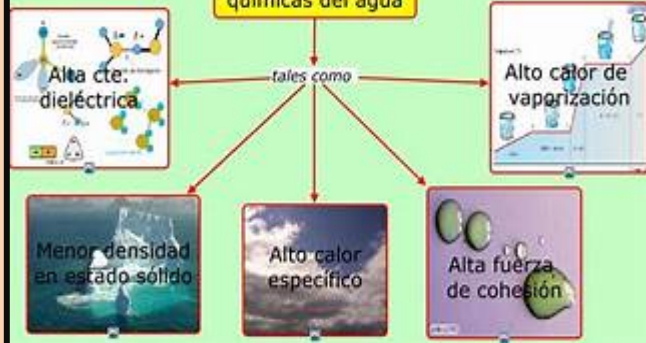 químicas del agua
tales como
Alta cte.
dieléctrica
Alto calor de
vaporización
Menor densidad
en estado sólido
Alto calor
específico
Alta fuerza
de cohesión